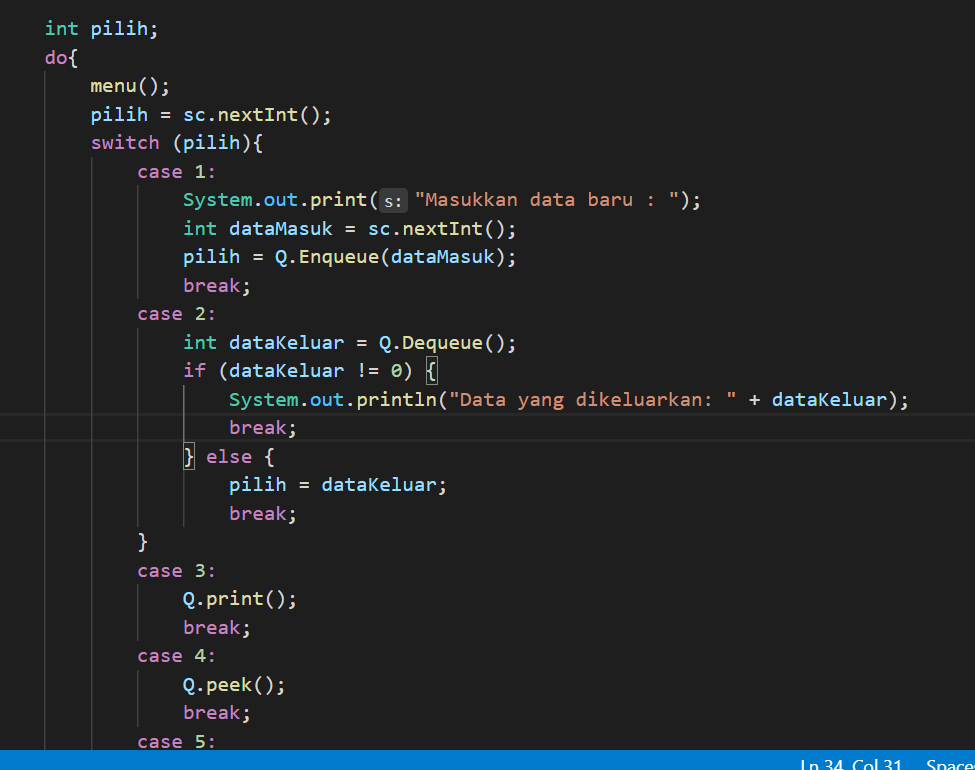 int pilih;
do{
    menu();
    pilih = sc.nextInt();
    switch (pilih){
        case 1:
            System.out.print(s: "Masukkan data baru : ");
            int dataMasuk = sc.nextInt();
            pilih = Q.Enqueue(dataMasuk);
            break;
        case 2:
            int dataKeluar = Q.Dequeue();
            if (dataKeluar != 0) {
                System.out.println("Data yang dikeluarkan: " + dataKeluar);
                break;
            } else {
                pilih = dataKeluar;
                break;
        }
        case 3:
            Q.print();
            break;
        case 4:
            Q.peek();
            break;
        case 5:
Ln 34, Col 31 Space